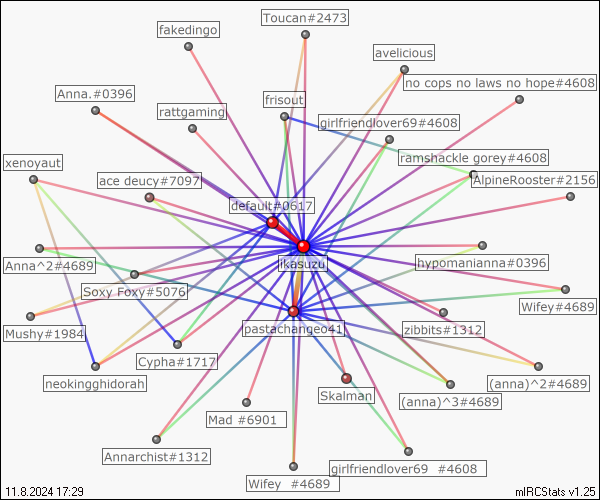 Toucan#2473
fakedingo
avelicious
no cops no laws no hope#4608
Anna.#0396
frisout
rattgaming
girlfriendlover69#4608
xenoyaut
ramshackle gorey#4608
ace deucy#7097
AlpineRooster#2156
default#0617
ikasuzu
Anna^2#4689
hypomanianna#0396
Soxy Foxy#5076
Wifey#4689
Mushy#1984
pastachangeo41
zibbits#1312
Cypha#1717
neokingghidorah
(anna)^2#4689
Skalman
(anna)^3#4689
Mad #6901
Annarchist#1312
girlfriendlover69 #4608
Wifey #4689
11.8.2024 17:29
mIRCStats v1.25